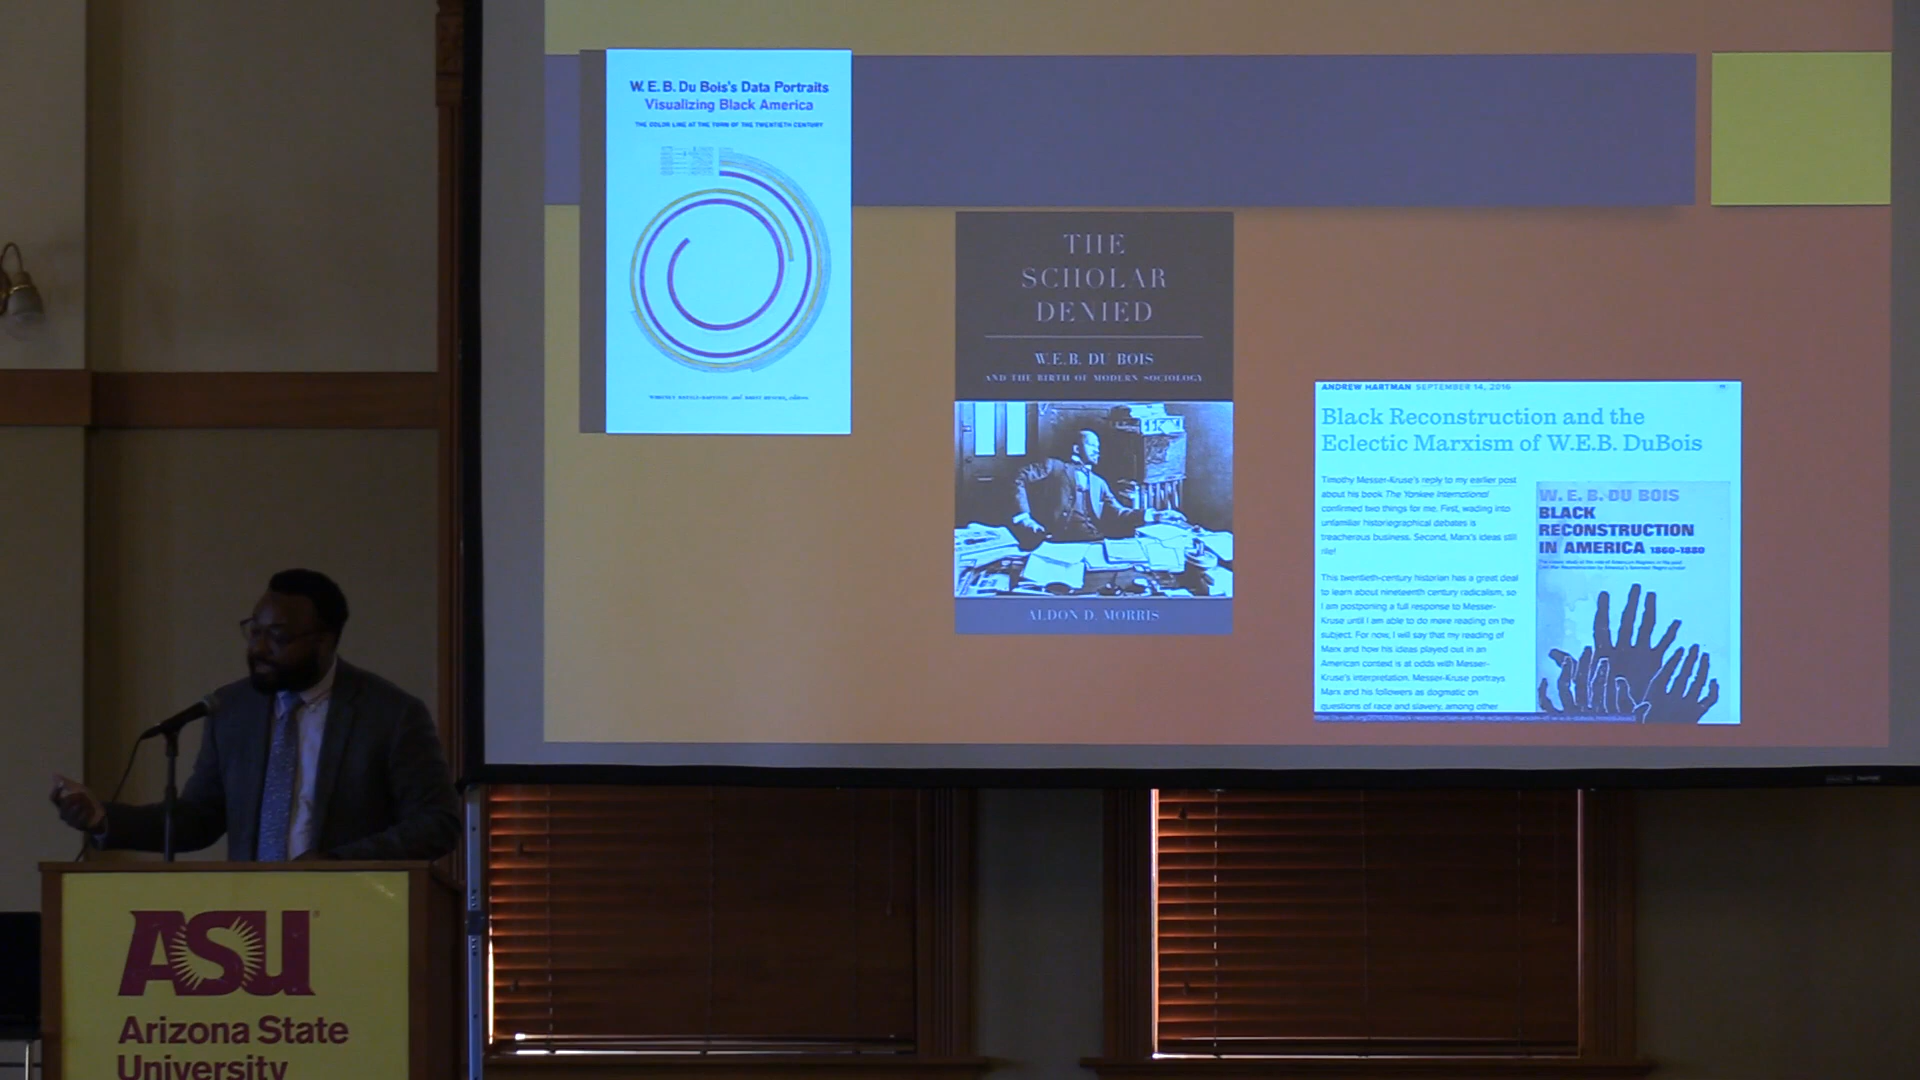 W. E. B. Du Bois's Data Portraits
Visualizing Black America
THE COLOR LINE AT THE TURN OF THE TWENTIETH CENTURY
THE
SCHOLAR
DENIED
W.E.B. DU BOIS
AND THE BIRTH OF MODERN SOCIOLOGY
ALDON D. MORRIS
ANDREW HARTMAN SEPTEMBER 14, 2016
Black Reconstruction and the
Eclectic Marxism of W.E.B. DuBois
Timothy Messer-Kruse's reply to my earlier post
about his book The Yankee International
confirmed two things for me. First, wading into
unfamiliar historiographical debates is
treacherous business. Second, Marx's ideas still
rile!
This twentieth-century historian has a great deal
to learn about nineteenth century radicalism, so
I am postponing a full response to Messer-
Kruse until I am able to do more reading on the
subject. For now, I will say that my reading of
Marx and how his ideas played out in an
American context is at odds with Messer-
Kruse's interpretation. Messer-Kruse portrays
Marx and his followers as dogmatic on
questions of race and slavery, among other
W. E. B. DU BOIS
BLACK
RECONSTRUCTION
IN AMERICA 1860-1880
ASU
Arizona State
University